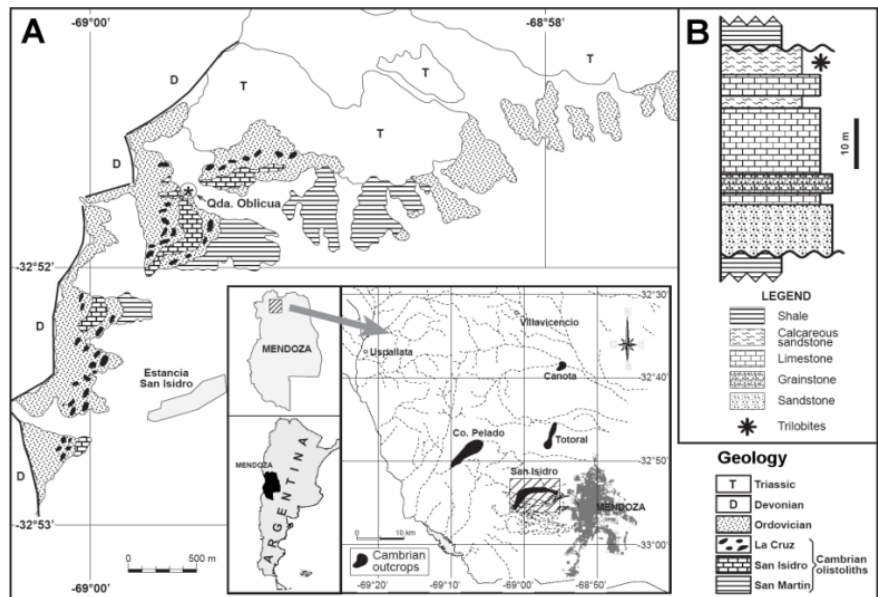 A
-69°00'
-68°58'
D
T
T
T
D
Qda. Oblicua
-32°52'
D
Estancia
San Isidro
D
-32°53'
0
500 m
-69°00'
MENDOZA
MENDOZA
ARGENTINA
-32°30
Villavicencio
Uspallata
-32°40
Canota
Co. Pelado
Totoral
-32°50
San Isidro
MENDOZA
0
10 km
-33°00
Cambrian
outcrops
-69°20
-69°10
-69°00
-68°50
B
10 m
LEGEND
Shale
Calcareous
sandstone
Limestone
Grainstone
Sandstone
Trilobites
Geology
T Triassic
D Devonian
Ordovician
La Cruz
San Isidro
San Martin
Cambrian
olistoliths